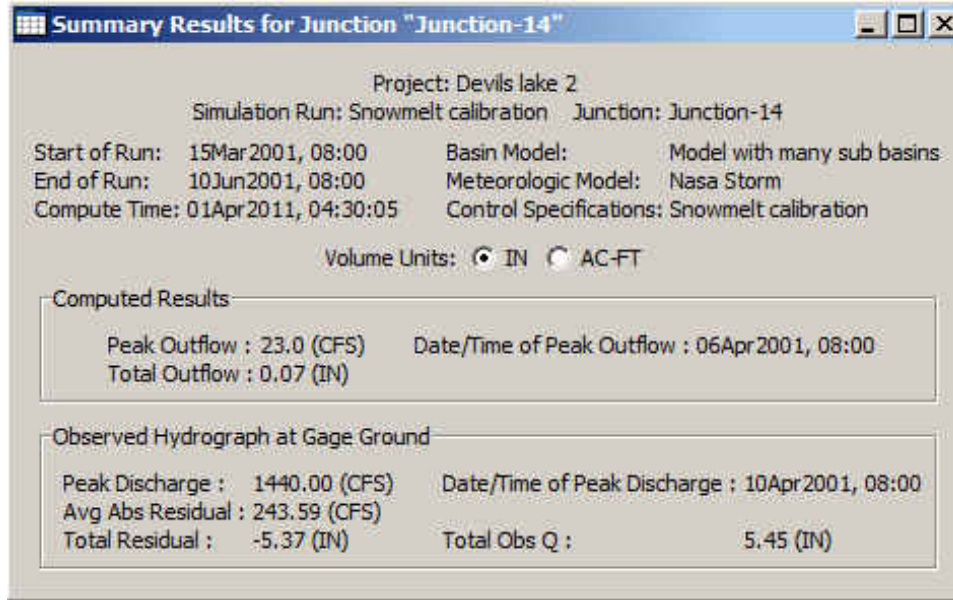 Summary Results for Junction "Junction-14"
Project: Devils lake 2
Simulation Run: Snowmelt calibration Junction: Junction-14
Start of Run: 15Mar2001, 08:00 Basin Model: Model with many sub basins
End of Run: 10Jun2001, 08:00 Meteorologic Model: Nasa Storm
Compute Time: 01Apr2011, 04:30:05 Control Specifications: Snowmelt calibration
Volume Units: IN AC-FT
Computed Results
Peak Outflow : 23.0 (CFS) Date/Time of Peak Outflow : 06Apr2001, 08:00
Total Outflow : 0.07 (IN)
Observed Hydrograph at Gage Ground
Peak Discharge : 1440.00 (CFS) Date/Time of Peak Discharge : 10Apr2001, 08:00
Avg Abs Residual : 243.59 (CFS)
Total Residual : -5.37 (IN) Total Obs Q : 5.45 (IN)